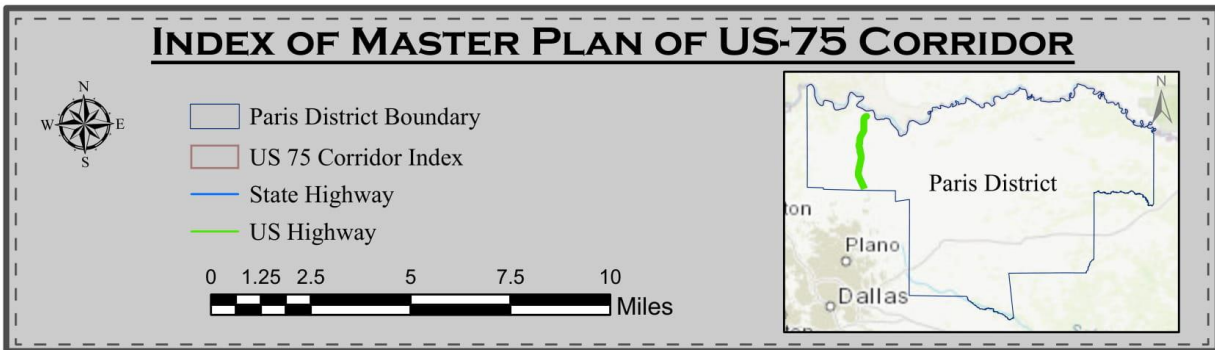 INDEX OF MASTER PLAN OF US-75 CORRIDOR
N
W E
S
Paris District Boundary
US 75 Corridor Index
State Highway
US Highway
0 1.25 2.5 5 7.5 10
Miles
N
Paris District
ton
Plano
Dallas
ton